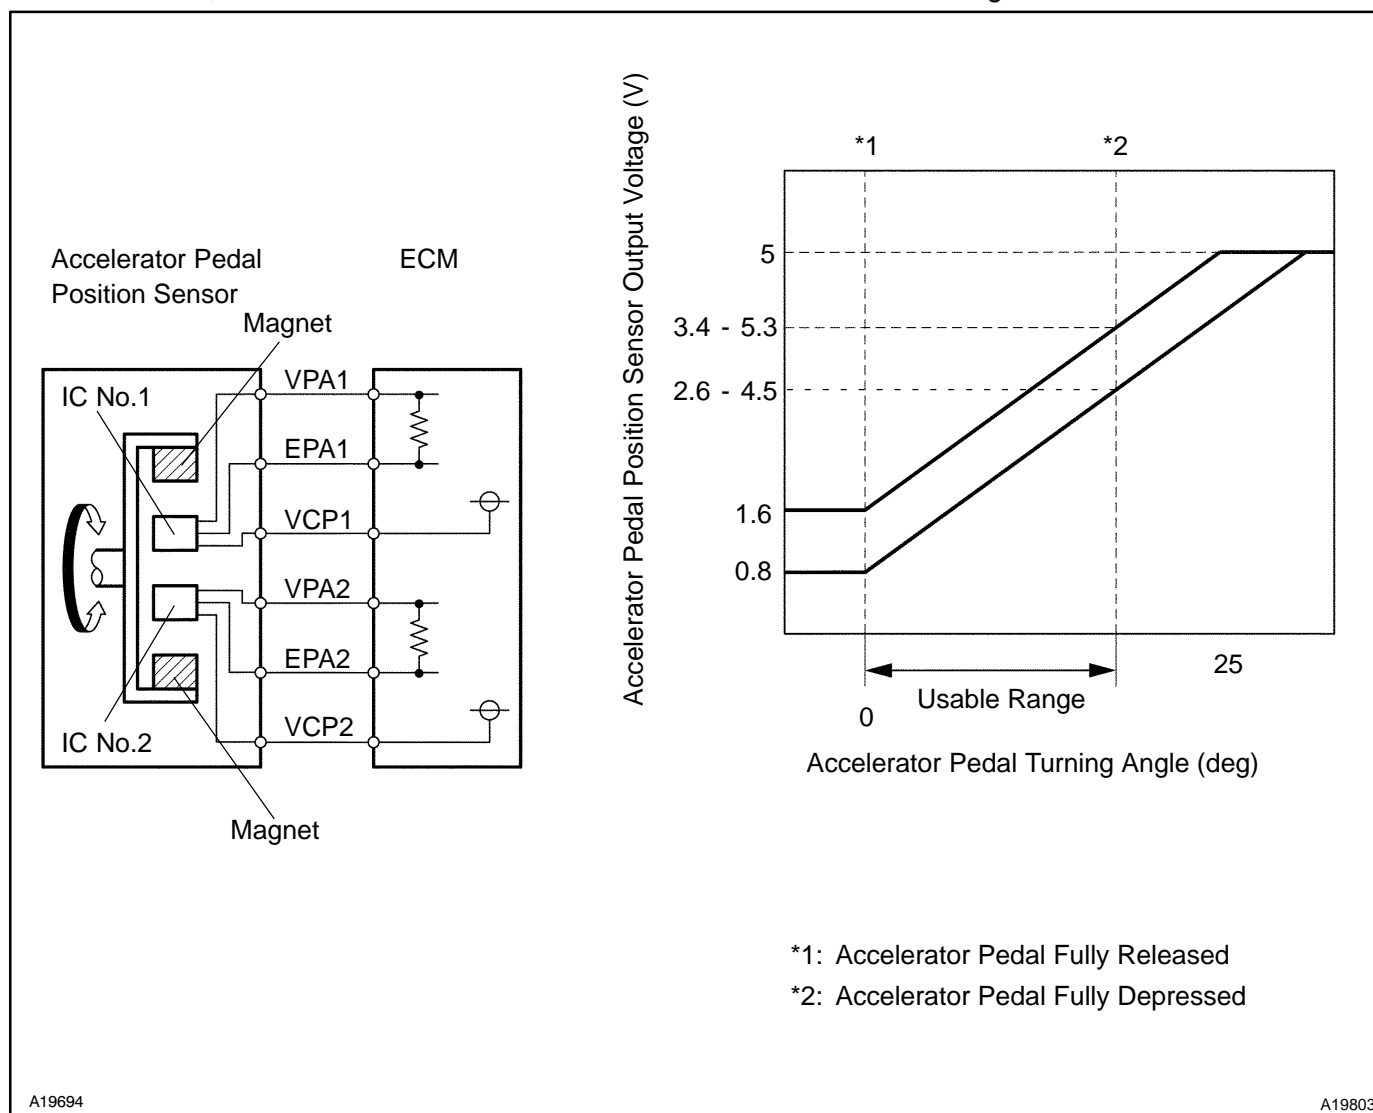 Accelerator Pedal
Position Sensor
ECM
Magnet
IC No.1
VPA1
EPA1
VCP1
VPA2
EPA2
VCP2
IC No.2
Magnet
Accelerator Pedal Position Sensor Output Voltage (V)
*1
*2
5
3.4 - 5.3
2.6 - 4.5
1.6
0.8
25
Usable Range
0
Accelerator Pedal Turning Angle (deg)
*1: Accelerator Pedal Fully Released
*2: Accelerator Pedal Fully Depressed
A19694
A19803